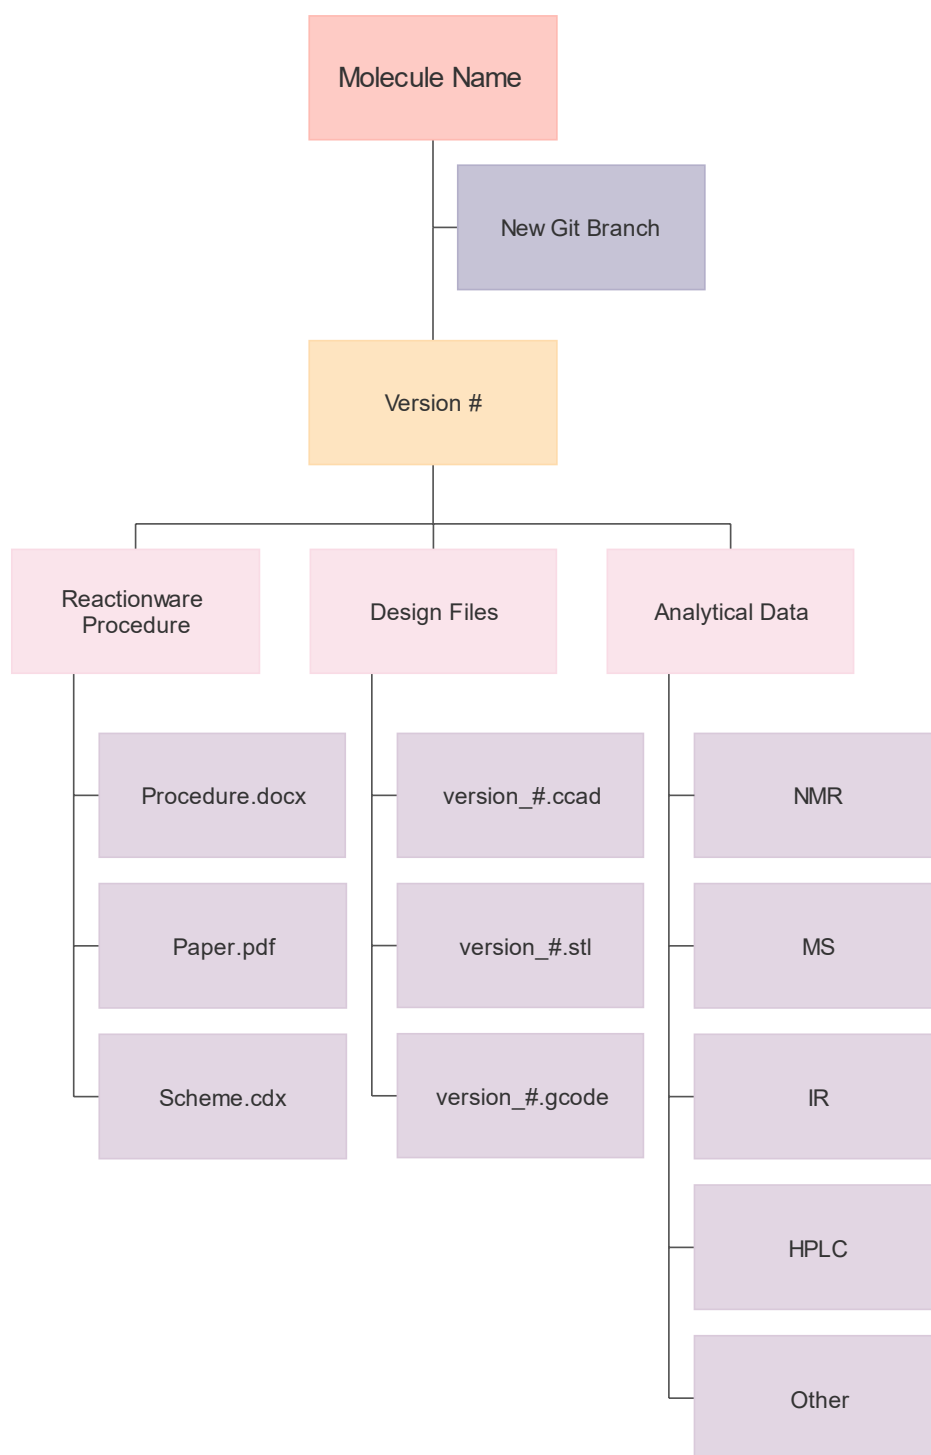 Molecule Name
New Git Branch
Version #
Reactionware
Procedure
Design Files
Analytical Data
Procedure.docx
version_#.ccad
NMR
Paper.pdf
version_#.stl
MS
Scheme.cdx
version_#.gcode
IR
HPLC
Other